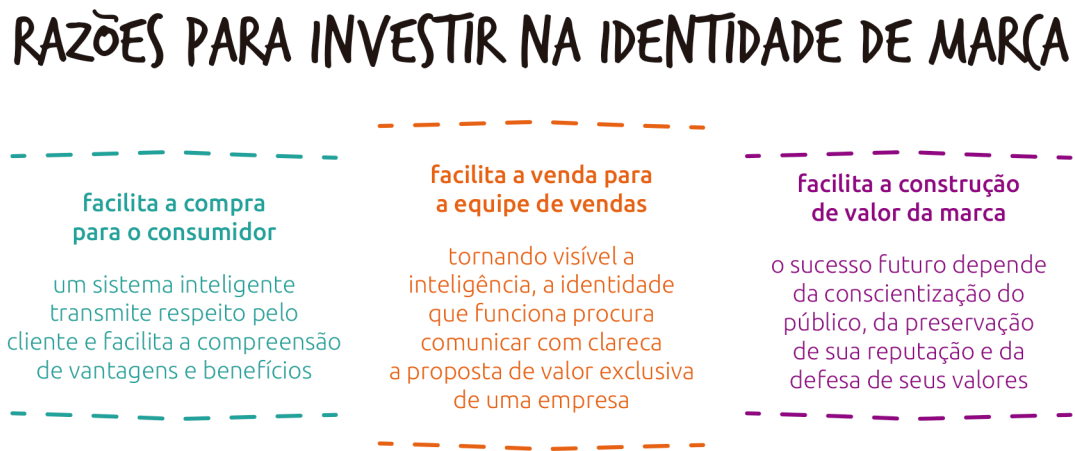 RAZÕES PARA INVESTIR NA IDENTIDADE DE MARCA
facilita a compra
para o consumidor
um sistema inteligente
transmite respeito pelo
cliente e facilita a compreensão
de vantagens e benefícios
facilita a venda para
a equipe de vendas
tornando visível a
inteligência, a identidade
que funciona procura
comunicar com clareca
a proposta de valor exclusiva
de uma empresa
facilita a construção
de valor da marca
o sucesso futuro depende
da conscientização do
público, da preservação
de sua reputação e da
defesa de seus valores